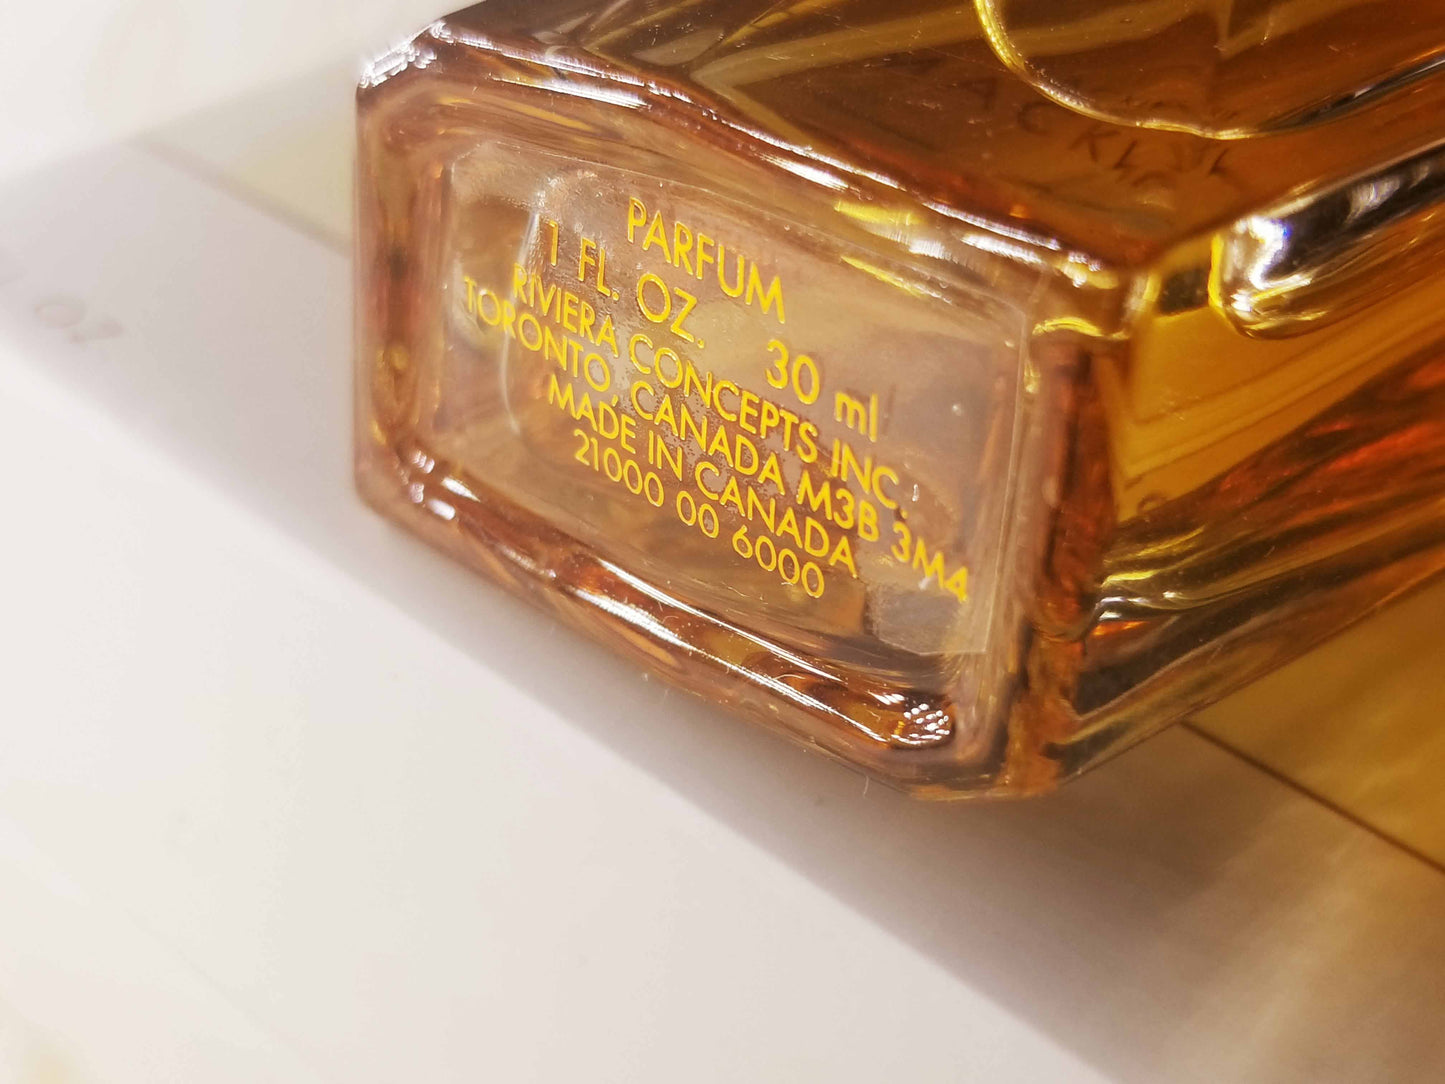 PARFUM
1 FL. OZ. 30 ml
RIVIERA CONCEPTS INC.
TORONTO, CANADA M3B 3M4
MADE IN CANADA
21000 00 6000